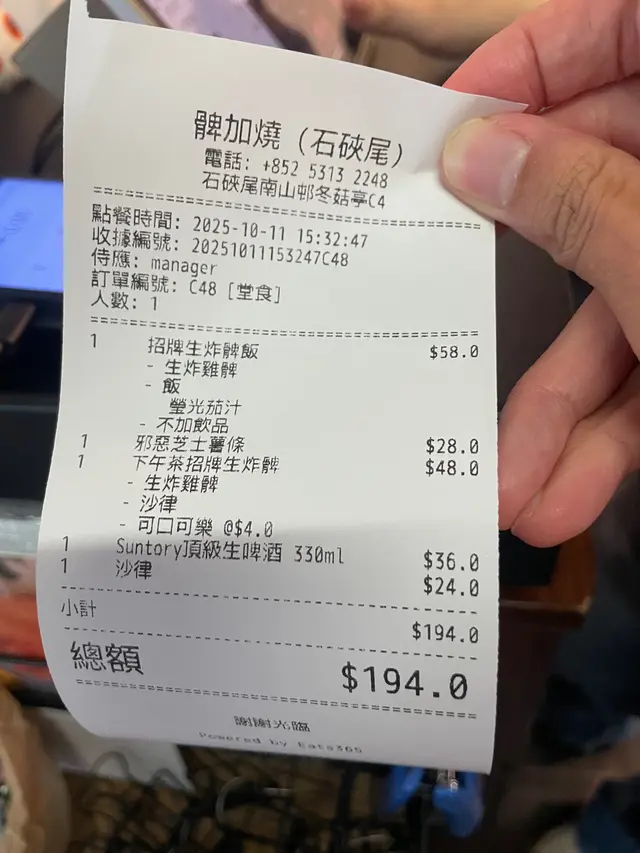 髀加燒 (石硤尾)
電話: +852 5313 2248
石硤尾南山邨冬菇亭C4
點餐時間: 2025-10-11 15:32:47
收據編號: 20251011153247C48
侍應: manager
訂單編號: C48 [堂食]
人數: 1
1 招牌生炸髀飯 $58.0
- 生炸雞髀
- 飯
螢光茄汁
- 不加飲品
1 邪惡芝士薯條 $28.0
1 下午茶招牌生炸髀 $48.0
- 生炸雞髀
- 沙律
- 可口可樂 @$4.0
1 Suntory頂級生啤酒 330ml $36.0
1 沙律 $24.0
小計 $194.0
總額 $194.0
謝謝光臨
Powered by Eats365